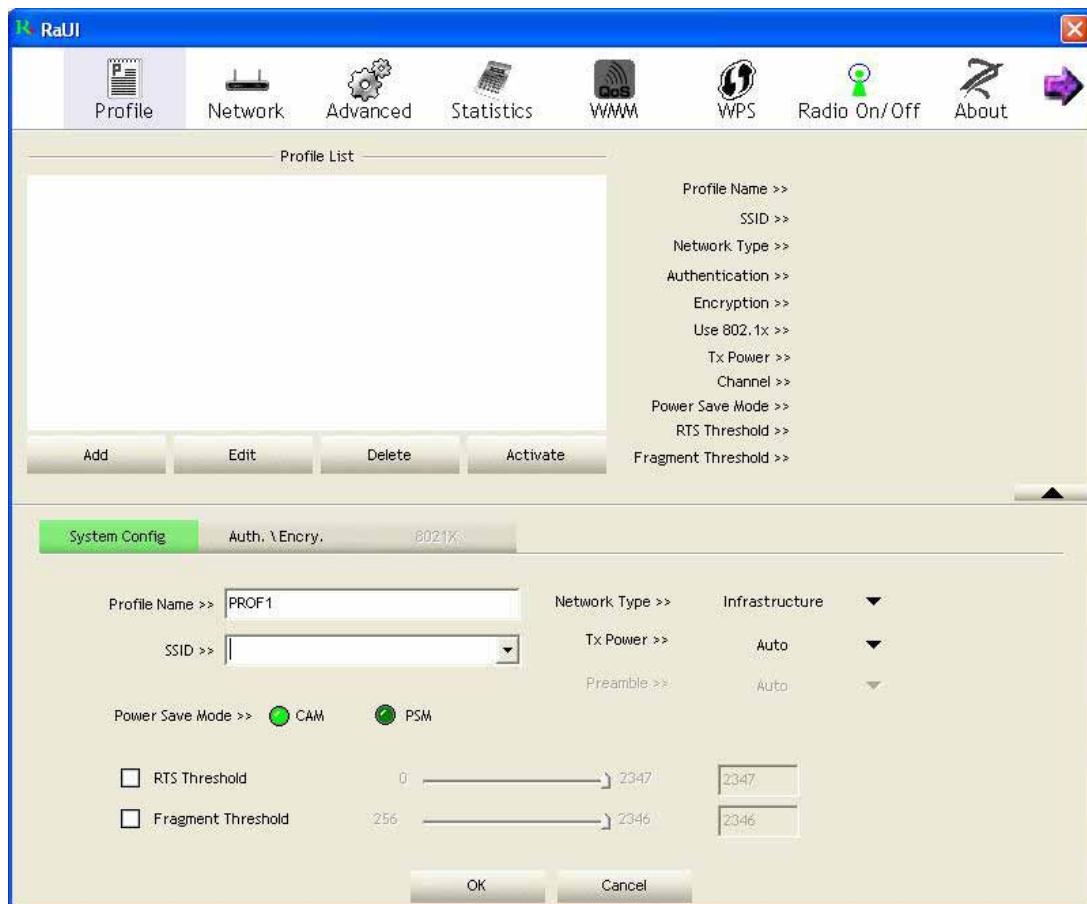 RaUI
Profile Network Advanced Statistics WMM WPS Radio On/Off About
Profile List
Profile Name >>
SSID >>
Network Type >>
Authentication >>
Encryption >>
Use 802.1x >>
Tx Power >>
Channel >>
Power Save Mode >>
RTS Threshold >>
Fragment Threshold >>
Add Edit Delete Activate
System Config Auth. \ Encry. 8021X
Profile Name >> PROF1 Network Type >> Infrastructure
SSID >> Tx Power >> Auto
Preamble >> Auto
Power Save Mode >> CAM PSM
RTS Threshold 0 2347 2347
Fragment Threshold 256 2346 2346
OK Cancel
P
QoS
R